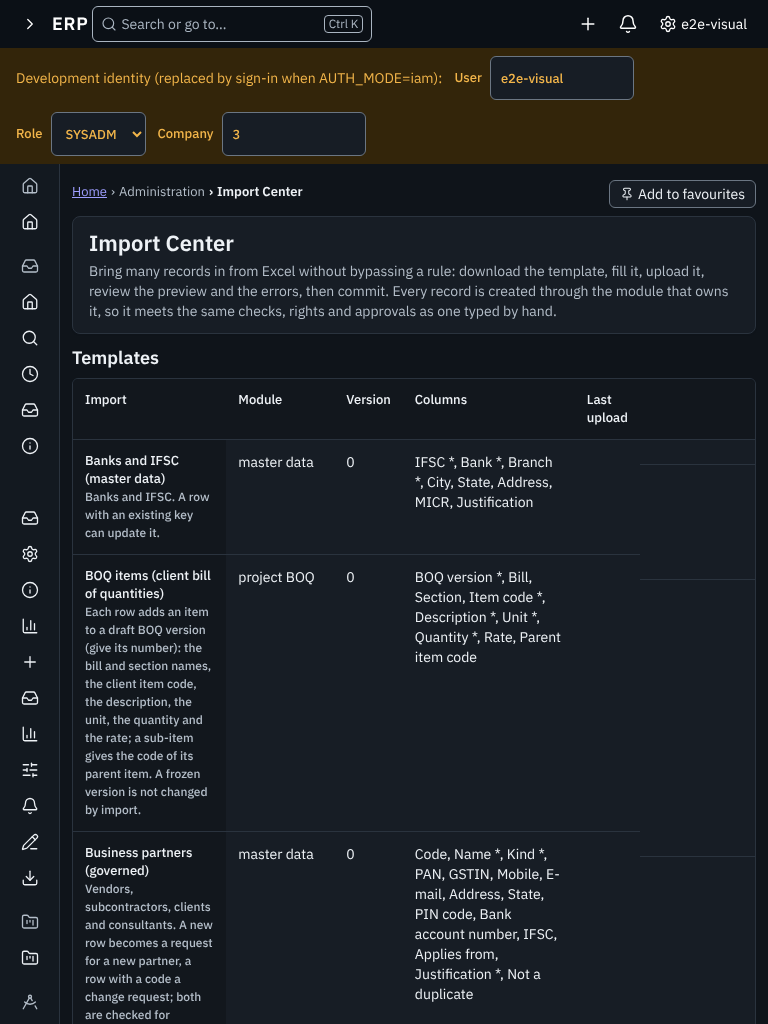 ERP
Search or go to...
Ctrl K
e2e-visual
Development identity (replaced by sign-in when AUTH_MODE=iam):
User
e2e-visual
Role
SYSADM
Company
3
Home › Administration › Import Center
Add to favourites
Import Center
Bring many records in from Excel without bypassing a rule: download the template, fill it, upload it,
review the preview and the errors, then commit. Every record is created through the module that owns
it, so it meets the same checks, rights and approvals as one typed by hand.
Templates
Import
Module
Version
Columns
Last
upload
Banks and IFSC
(master data)
Banks and IFSC. A row
with an existing key
can update it.
master data
0
IFSC *, Bank *, Branch
*, City, State, Address,
MICR, Justification
BOQ items (client bill
of quantities)
Each row adds an item
to a draft BOQ version
(give its number): the
bill and section names,
the client item code,
the description, the
unit, the quantity and
the rate; a sub-item
gives the code of its
parent item. A frozen
version is not changed
by import.
project BOQ
0
BOQ version *, Bill,
Section, Item code *,
Description *, Unit *,
Quantity *, Rate, Parent
item code
Business partners
(governed)
Vendors,
subcontractors, clients
and consultants. A new
row becomes a request
for a new partner, a
row with a code a
change request; both
are checked for
master data
0
Code, Name *, Kind *,
PAN, GSTIN, Mobile, E-
mail, Address, State,
PIN code, Bank
account number, IFSC,
Applies from,
Justification *, Not a
duplicate